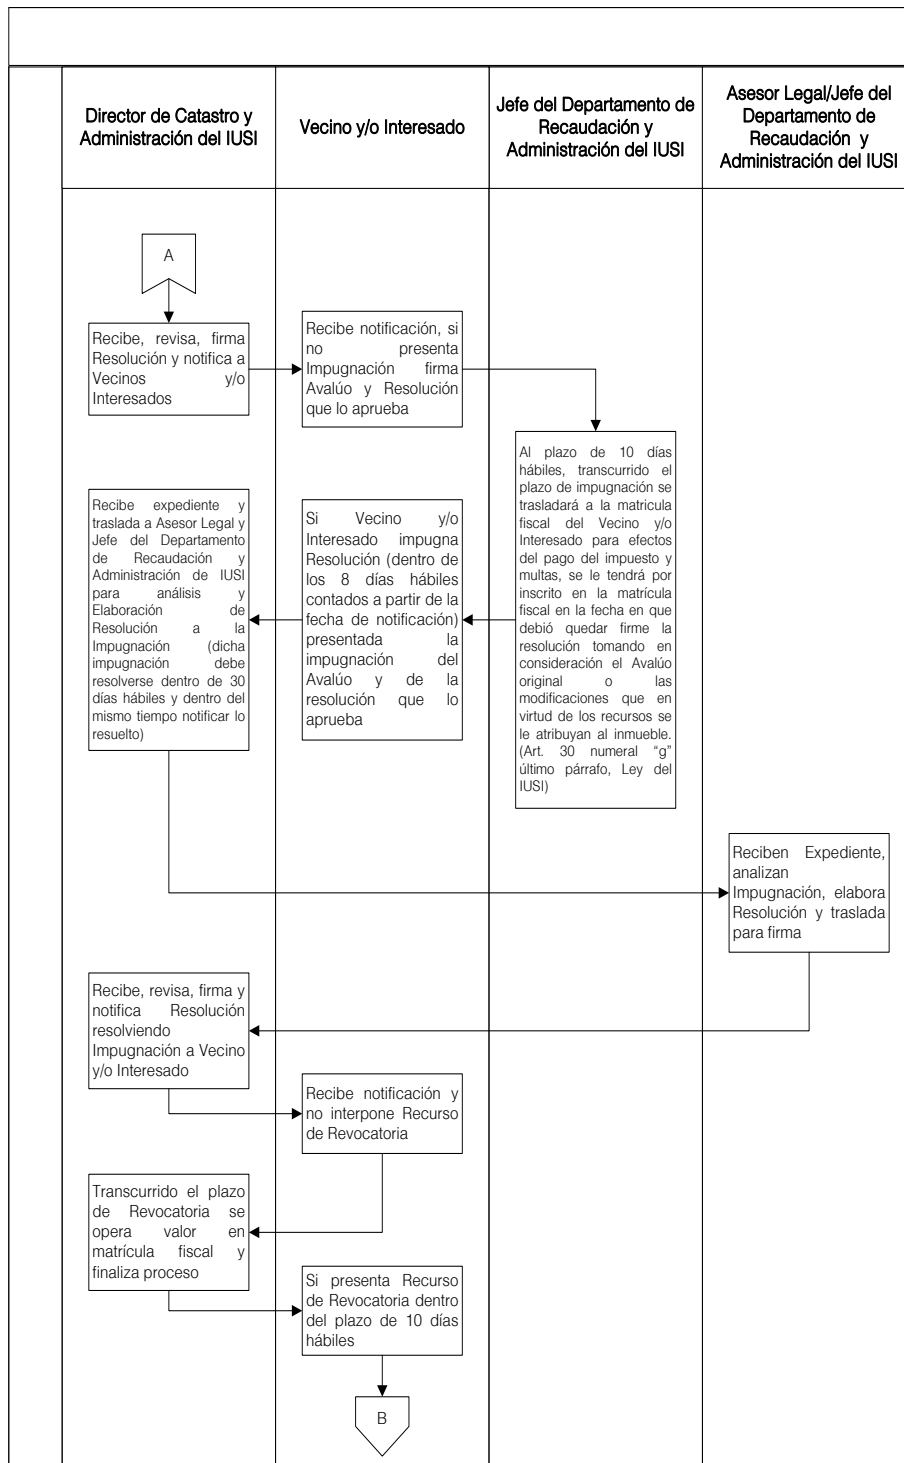 Director de Catastro y
Administración del IUSI
Vecino y/o Interesado
Jefe del Departamento de
Recaudación y
Administración del IUSI
Asesor Legal/Jefe del
Departamento de
Recaudación y
Administración del IUSI
A
Recibe, revisa, firma
Resolución y notifica a
Vecinos y/o
Interesados
Recibe notificación, si
no presenta
Impugnación firma
Avalúo y Resolución
que lo aprueba
Al plazo de 10 días
hábiles, transcurrido el
plazo de impugnación se
trasladará a la matricula
fiscal del Vecino y/o
Interesado para efectos
del pago del impuesto y
multas, se le tendrá por
inscrito en la matrícula
fiscal en la fecha en que
debió quedar firme la
resolución tomando en
consideración el Avalúo
original o las
modificaciones que en
virtud de los recursos se
le atribuyan al inmueble.
(Art. 30 numeral “g”
último párrafo, Ley del
IUSI)
Si Vecino y/o
Interesado impugna
Resolución (dentro de
los 8 días hábiles
contados a partir de la
fecha de notificación)
presentada la
impugnación del
Avalúo y de la
resolución que lo
aprueba
Recibe expediente y
traslada a Asesor Legal y
Jefe del Departamento
de Recaudación y
Administración de IUSI
para análisis y
Elaboración de
Resolución a la
Impugnación (dicha
impugnación debe
resolverse dentro de 30
días hábiles y dentro del
mismo tiempo notificar lo
resuelto)
Reciben Expediente,
analizan
Impugnación, elabora
Resolución y traslada
para firma
Recibe, revisa, firma y
notifica Resolución
resolviendo
Impugnación a Vecino
y/o Interesado
Recibe notificación y
no interpone Recurso
de Revocatoria
Transcurrido el plazo
de Revocatoria se
opera valor en
matrícula fiscal y
finaliza proceso
Si presenta Recurso
de Revocatoria dentro
del plazo de 10 días
hábiles
B